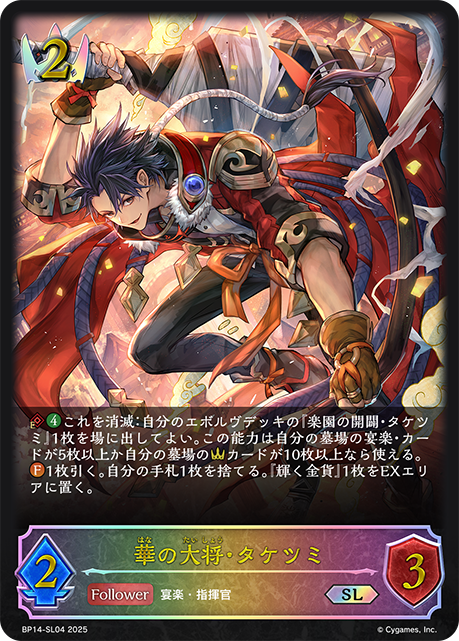 2
E 4 これを消滅:自分のエボルヴデッキの『楽園の開闢・タケツ
ミ』1枚を場に出してよい。この能力は自分の墓場の宴楽・カー
ドが5枚以上か自分の墓場のカードが10枚以上なら使える。
F 1枚引く。自分の手札1枚を捨てる。『輝く金貨』1枚をEXエリ
アに置く。
はな たいしょう
華の大将・タケツミ
2
3
Follower 宴楽・指揮官 SL
BP14-SL04 2025 © Cygames, Inc.